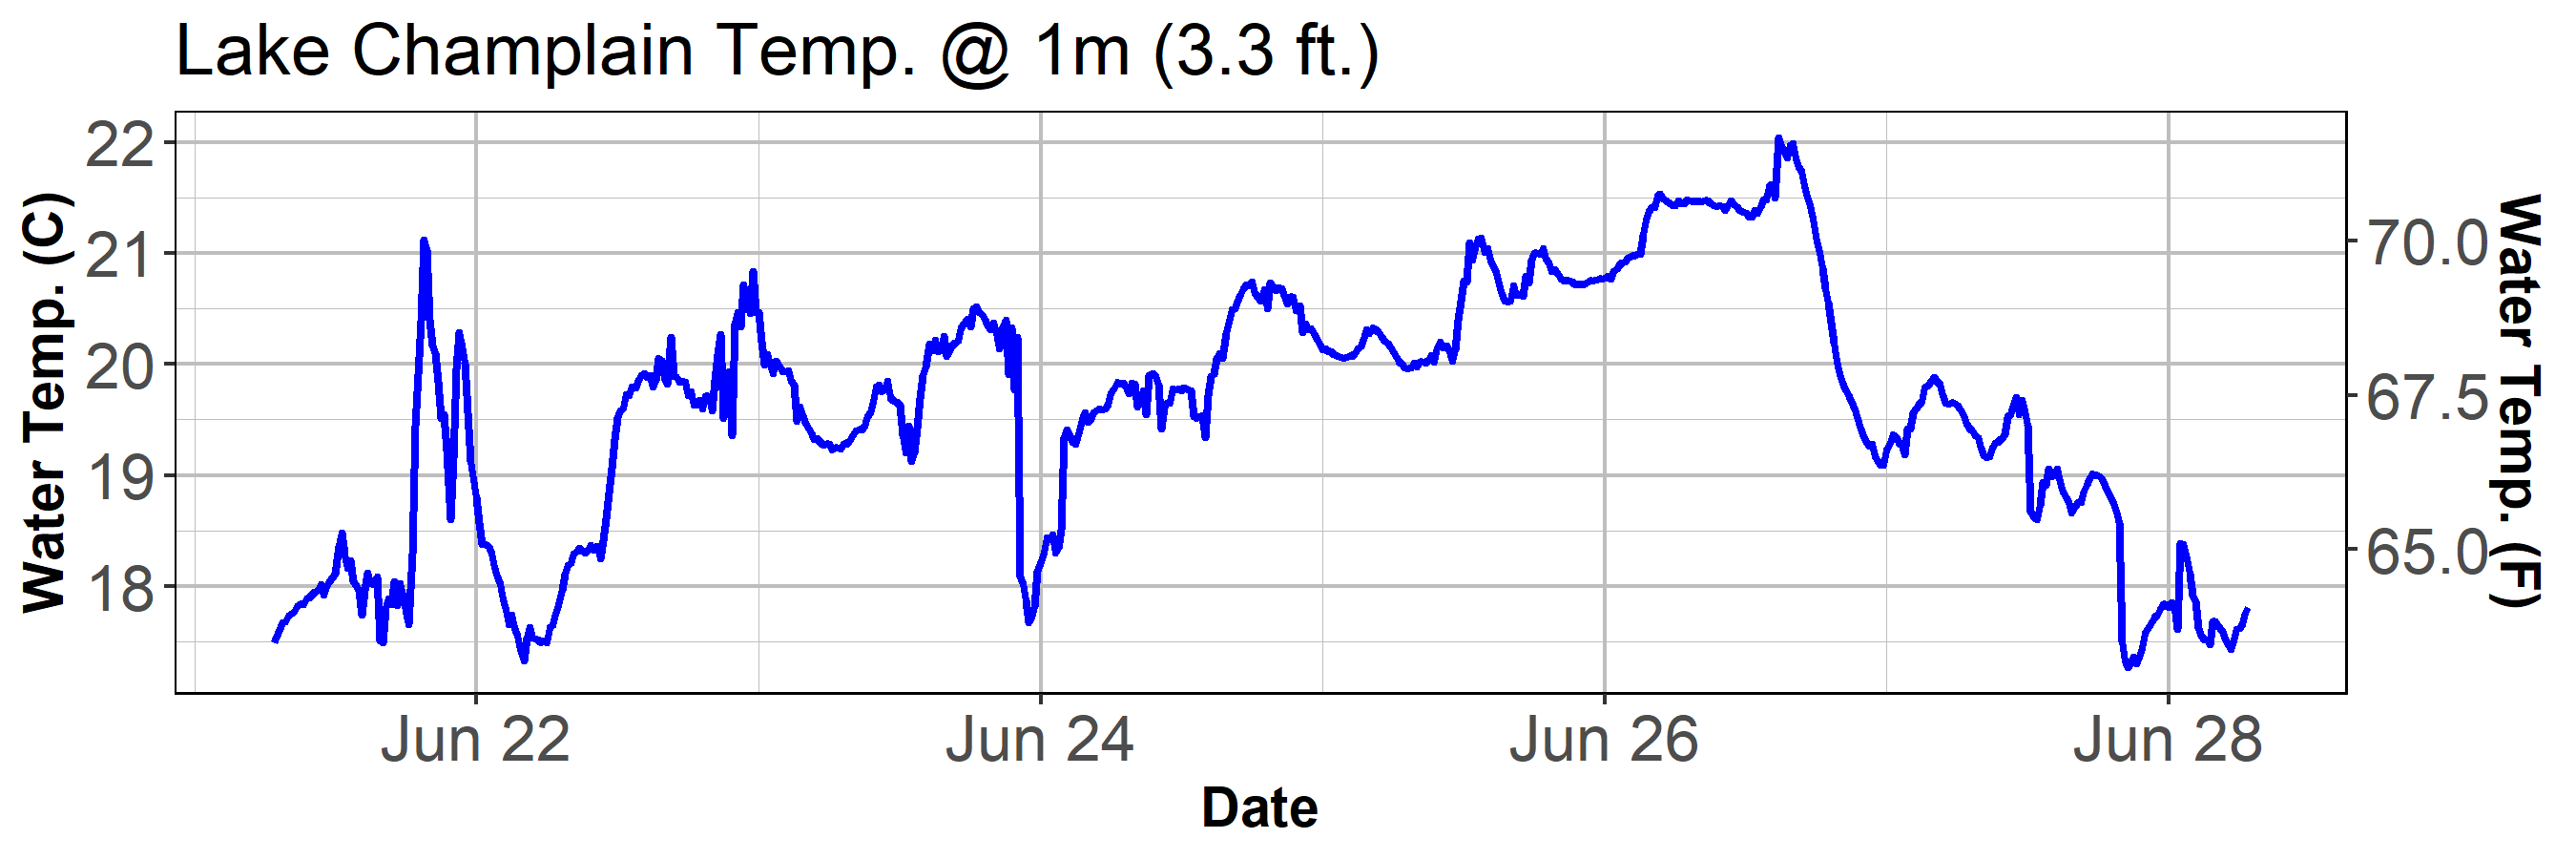 Lake Champlain Temp. @ 1m (3.3 ft.)
Water Temp. (C)
22
21
20
19
18
70.0
67.5
65.0
Water Temp. (F)
Jun 22
Jun 24
Jun 26
Jun 28
Date